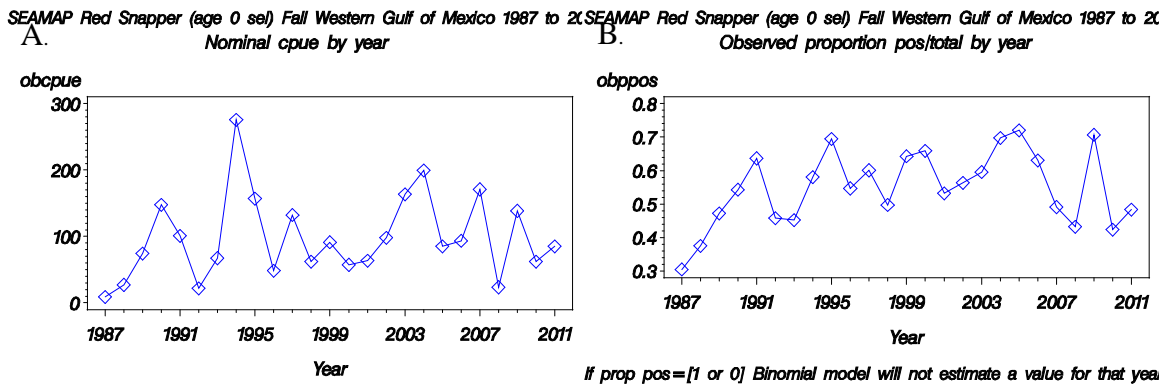 SEAMAP Red Snapper (age 0 sel) Fall Western Gulf of Mexico 1987 to
A.
Nominal cpue by year
obcpue
300
200
100
0
1987 1991 1995 1999 2003 2007 2011
Year
SEAMAP Red Snapper (age 0 sel) Fall Western Gulf of Mexico 1987 to 20
B.
Observed proportion pos/total by year
obppos
0.8
0.7
0.6
0.5
0.4
0.3
1987 1991 1995 1999 2003 2007 2011
Year
If prop pos=[1 or 0] Binomial model will not estimate a value for that year